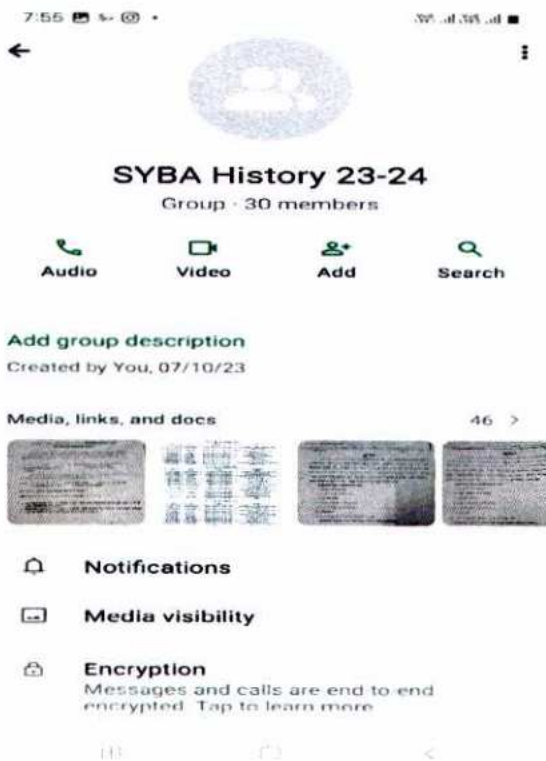 7:55
SYBA History 23-24
Group · 30 members
Audio Video Add Search
Add group description
Created by You, 07/10/23
Media, links, and docs 46 >
Notifications
Media visibility
Encryption
Messages and calls are end-to-end
encrypted. Tap to learn more